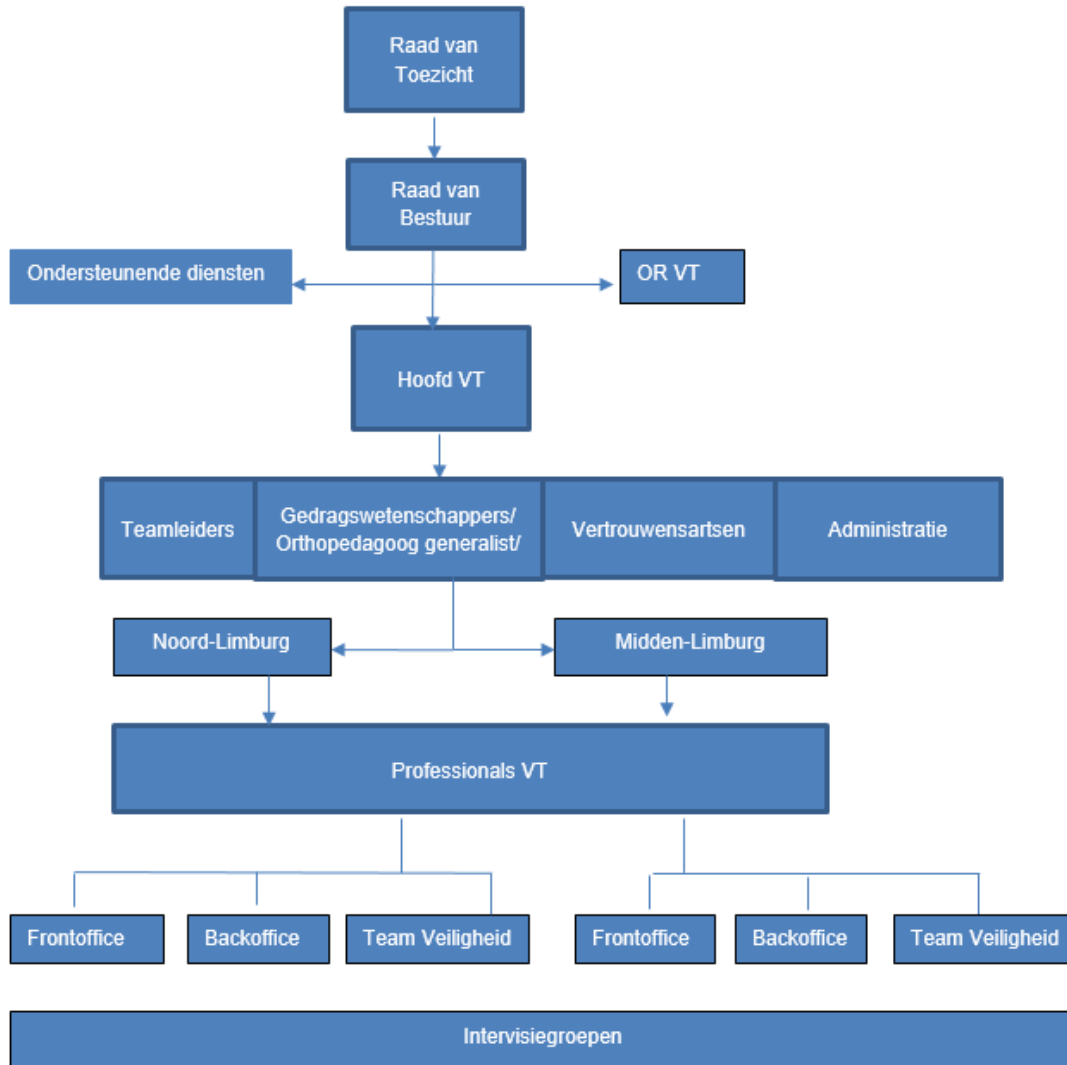 Raad van
Toezicht
Raad van
Bestuur
Ondersteunende diensten
OR VT
Hoofd VT
Teamleiders
Gedragswetenschappers/
Orthopedagoog generalist/
Vertrouwensartsen
Administratie
Noord-Limburg
Midden-Limburg
Professionals VT
Frontoffice
Backoffice
Team Veiligheid
Frontoffice
Backoffice
Team Veiligheid
Intervisiegroepen